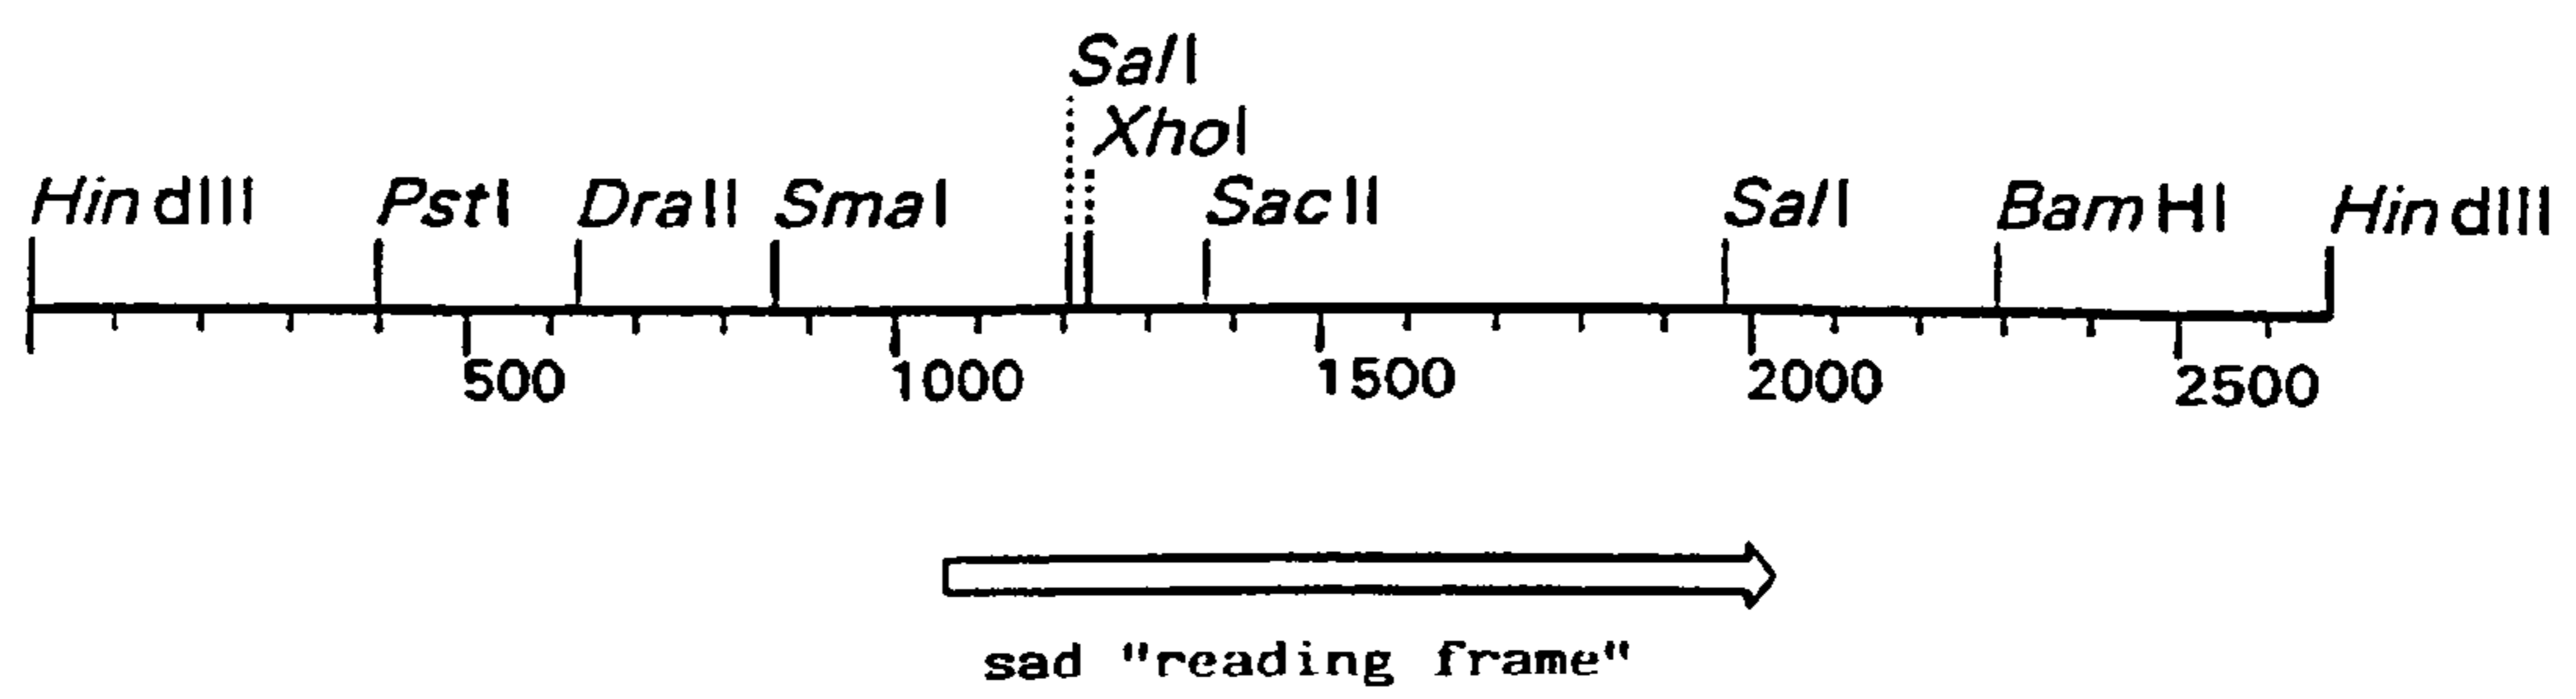 SalI
XhoI
HindIII PstI DraII SmaI SacII SalI BamHI HindIII
500 1000 1500 2000 2500
sad "reading frame"